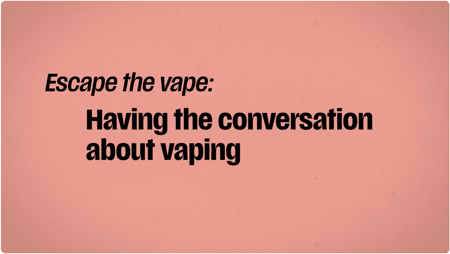 Escape the vape:
Having the conversation
about vaping